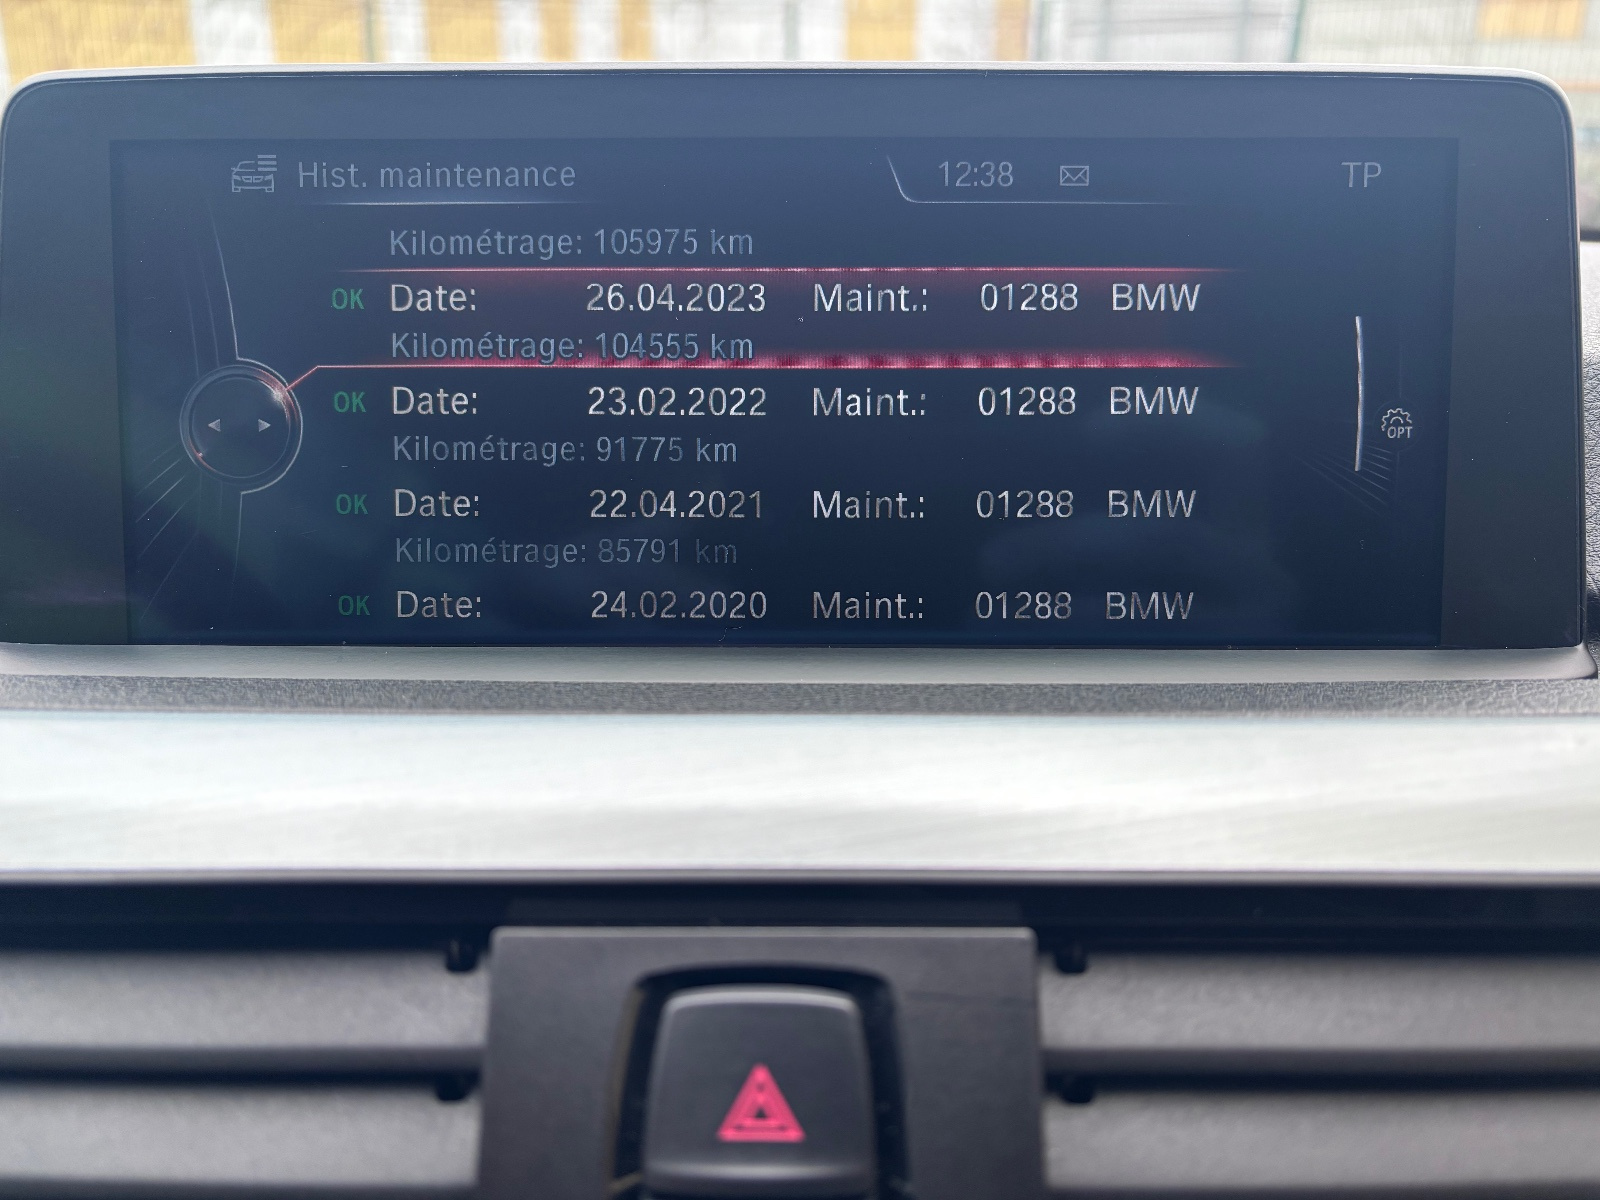 Hist. maintenance 12:38 TP
Kilométrage: 105975 km
OK Date: 26.04.2023 Maint.: 01288 BMW
Kilométrage: 104555 km
OK Date: 23.02.2022 Maint.: 01288 BMW
Kilométrage: 91775 km
OPT
OK Date: 22.04.2021 Maint.: 01288 BMW
Kilométrage: 85791 km
OK Date: 24.02.2020 Maint.: 01288 BMW